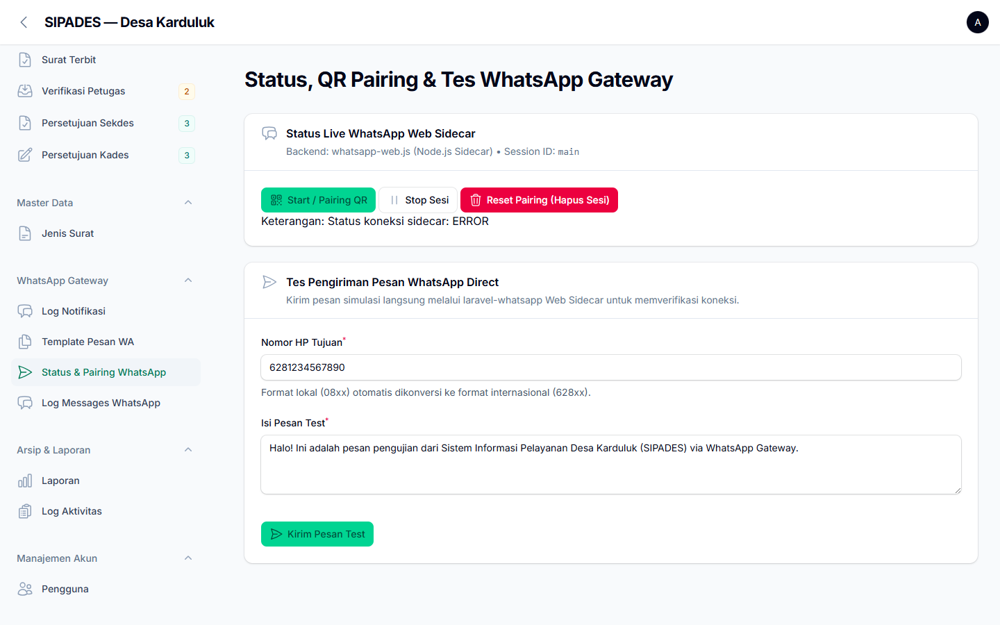 SIPADES — Desa Karduluk
A
Surat Terbit
Verifikasi Petugas 2
Persetujuan Sekdes 3
Persetujuan Kades 3
Master Data
Jenis Surat
WhatsApp Gateway
Log Notifikasi
Template Pesan WA
Status & Pairing WhatsApp
Log Messages WhatsApp
Arsip & Laporan
Laporan
Log Aktivitas
Manajemen Akun
Pengguna
Status, QR Pairing & Tes WhatsApp Gateway
Status Live WhatsApp Web Sidecar
Backend: whatsapp-web.js (Node.js Sidecar) • Session ID: main
Start / Pairing QR Stop Sesi Reset Pairing (Hapus Sesi)
Keterangan: Status koneksi sidecar: ERROR
Tes Pengiriman Pesan WhatsApp Direct
Kirim pesan simulasi langsung melalui laravel-whatsapp Web Sidecar untuk memverifikasi koneksi.
Nomor HP Tujuan*
6281234567890
Format lokal (08xx) otomatis dikonversi ke format internasional (628xx).
Isi Pesan Test*
Halo! Ini adalah pesan pengujian dari Sistem Informasi Pelayanan Desa Karduluk (SIPADES) via WhatsApp Gateway.
Kirim Pesan Test